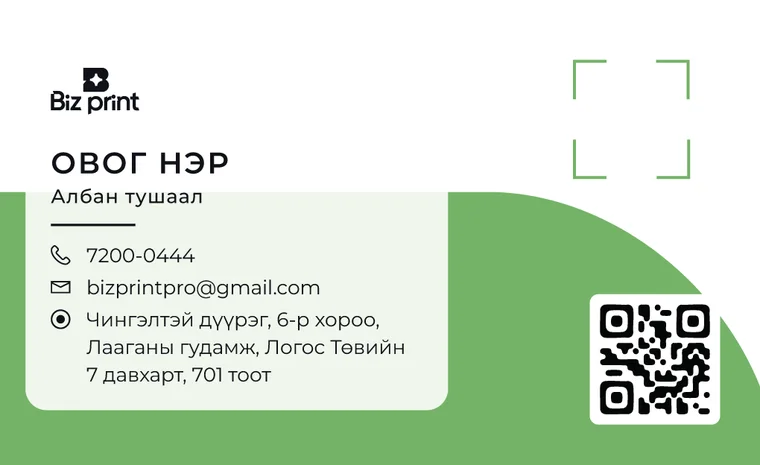 Biz print
ОВОГ НЭР
Албан тушаал
7200-0444
bizprintpro@gmail.com
Чингэлтэй дүүрэг, 6-р хороо,
Лааганы гудамж, Логос Төвийн
7 давхарт, 701 тоот